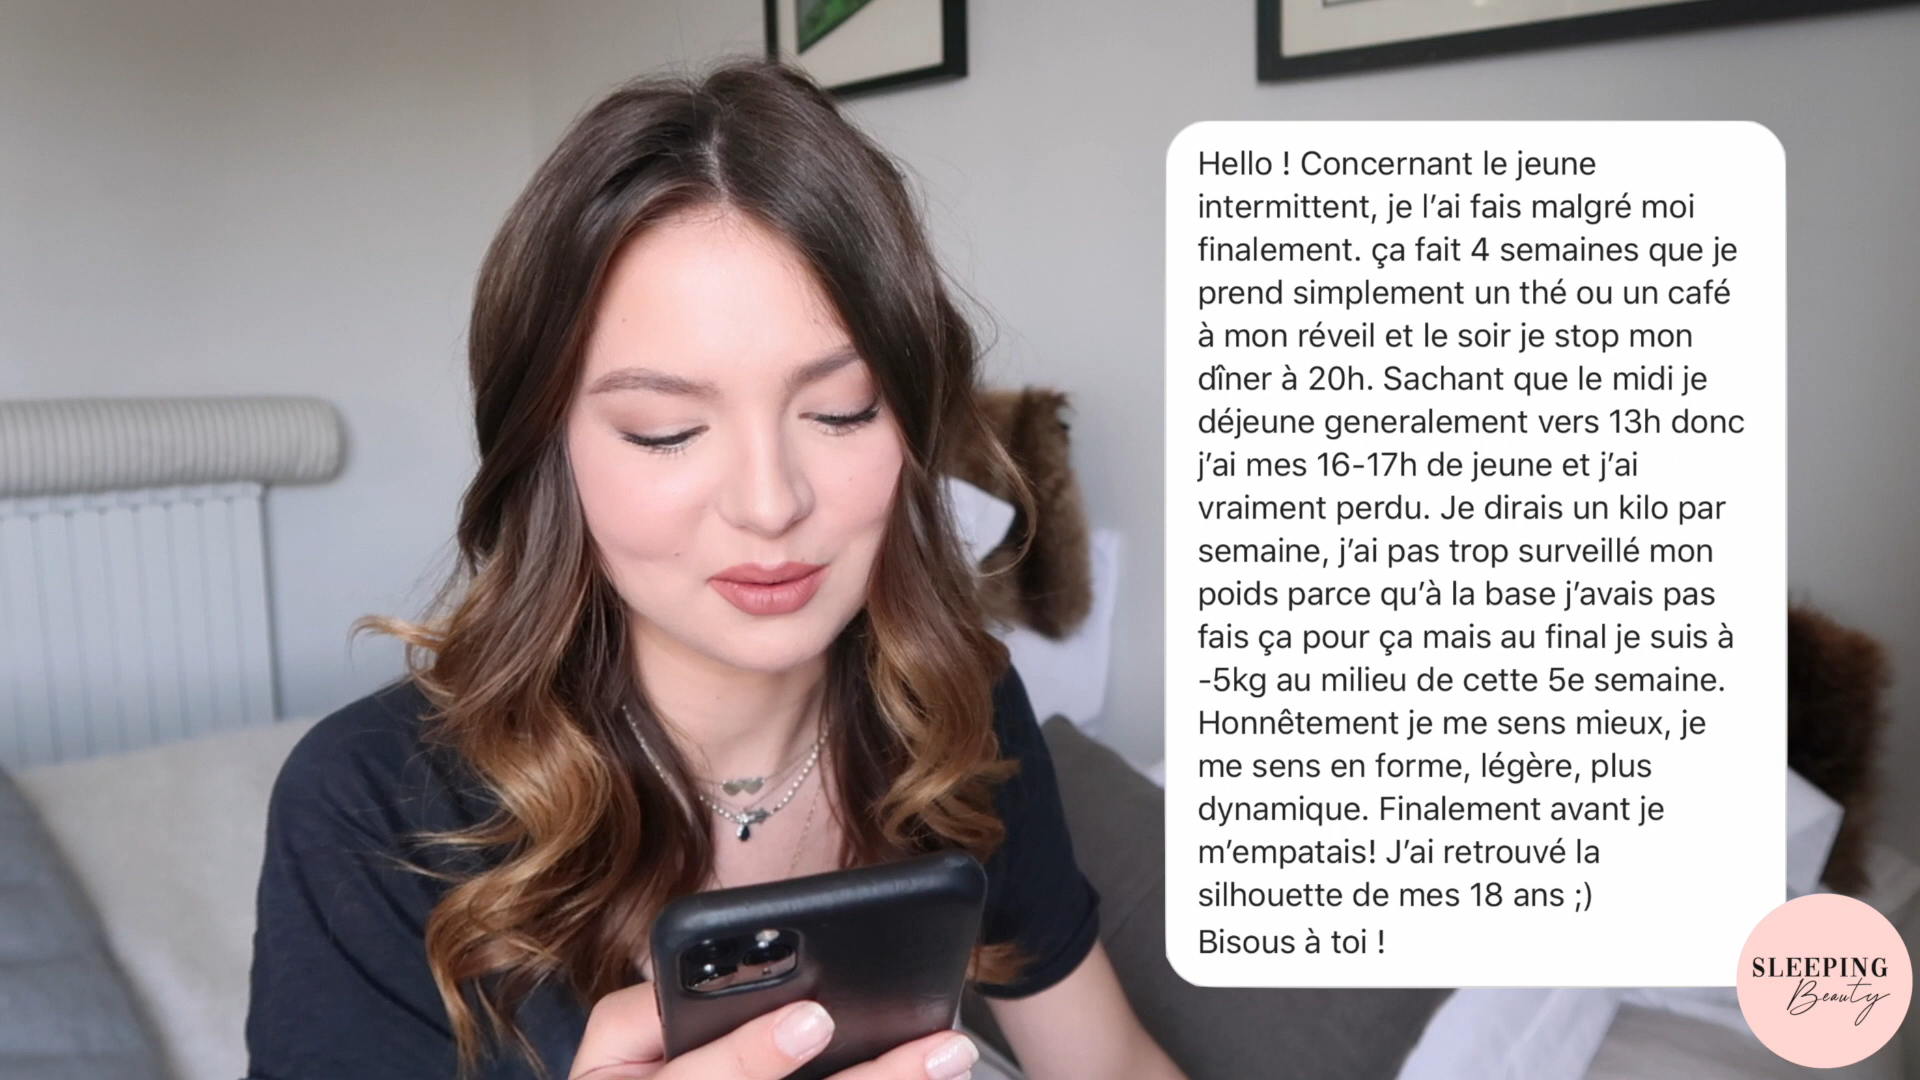 Hello ! Concernant le jeune
intermittent, je l’ai fais malgré moi
finalement. ça fait 4 semaines que je
prend simplement un thé ou un café
à mon réveil et le soir je stop mon
dîner à 20h. Sachant que le midi je
déjeune generalement vers 13h donc
j’ai mes 16-17h de jeune et j’ai
vraiment perdu. Je dirais un kilo par
semaine, j’ai pas trop surveillé mon
poids parce qu’à la base j’avais pas
fais ça pour ça mais au final je suis à
-5kg au milieu de cette 5e semaine.
Honnêtement je me sens mieux, je
me sens en forme, légère, plus
dynamique. Finalement avant je
m’empatais! J’ai retrouvé la
silhouette de mes 18 ans ;)
Bisous à toi !
SLEEPING
Beauty